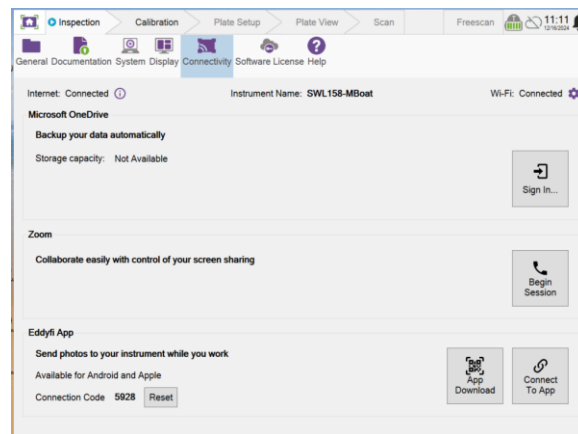 Inspection Calibration Plate Setup Plate View Scan Freescan 11:11
12/16/2024
General Documentation System Display Connectivity Software License Help
Internet: Connected Instrument Name: SWL158-MBoat Wi-Fi: Connected
Microsoft OneDrive
Backup your data automatically
Storage capacity: Not Available
Sign In...
Zoom
Collaborate easily with control of your screen sharing
Begin
Session
Eddyfi App
Send photos to your instrument while you work
Available for Android and Apple
Connection Code 5928 Reset
App
Download
Connect
To App